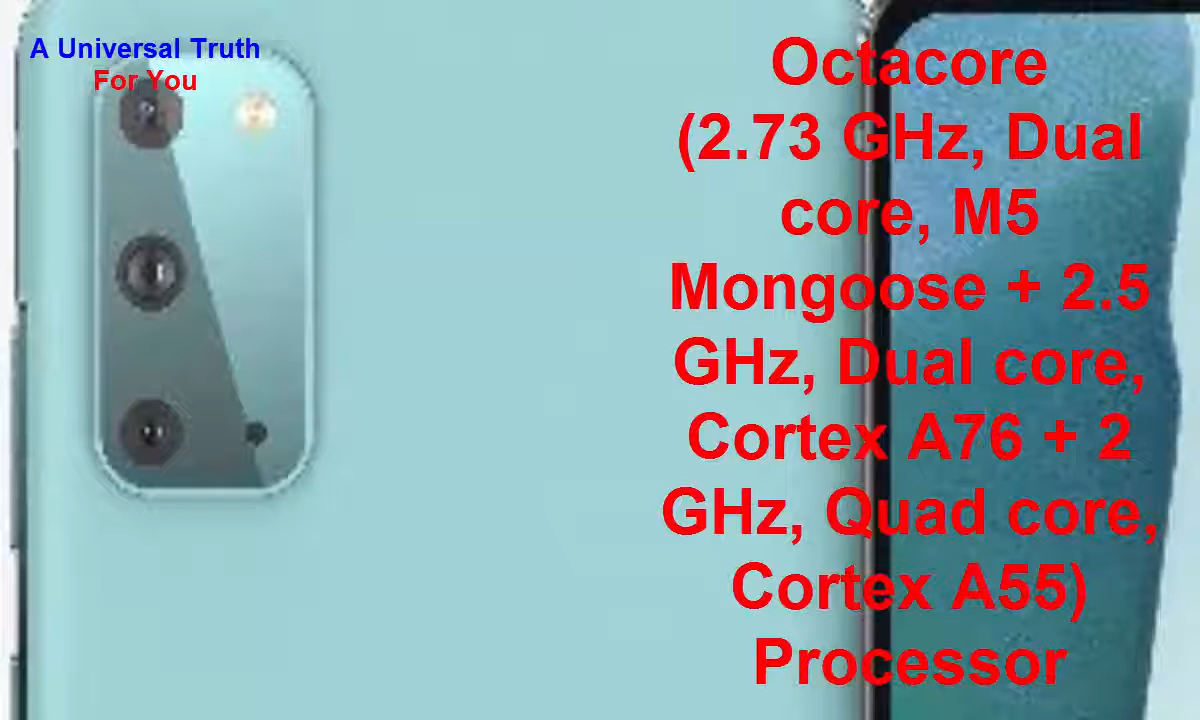 A Universal Truth
For You
Octacore
(2.73 GHz, Dual
core, M5
Mongoose + 2.5
GHz, Dual core,
Cortex A76 + 2
GHz, Quad core,
Cortex A55)
Processor